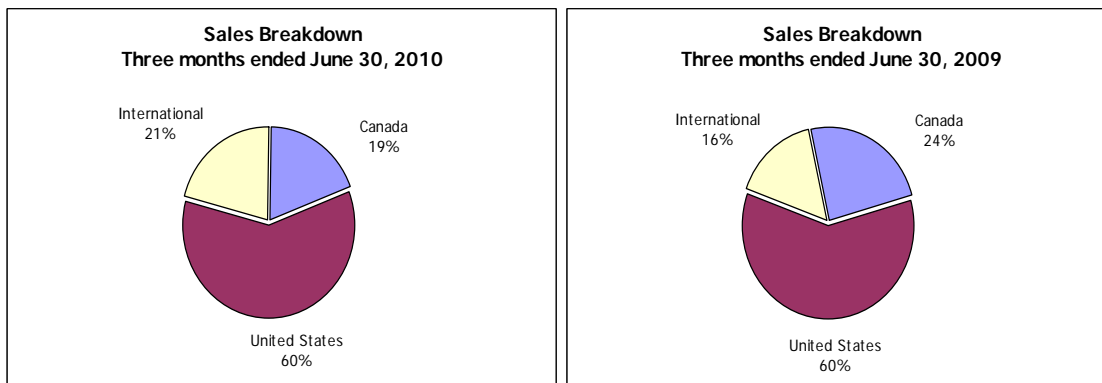 Sales Breakdown
Three months ended June 30, 2010
International
21%
Canada
19%
United States
60%
Sales Breakdown
Three months ended June 30, 2009
International
16%
Canada
24%
United States
60%